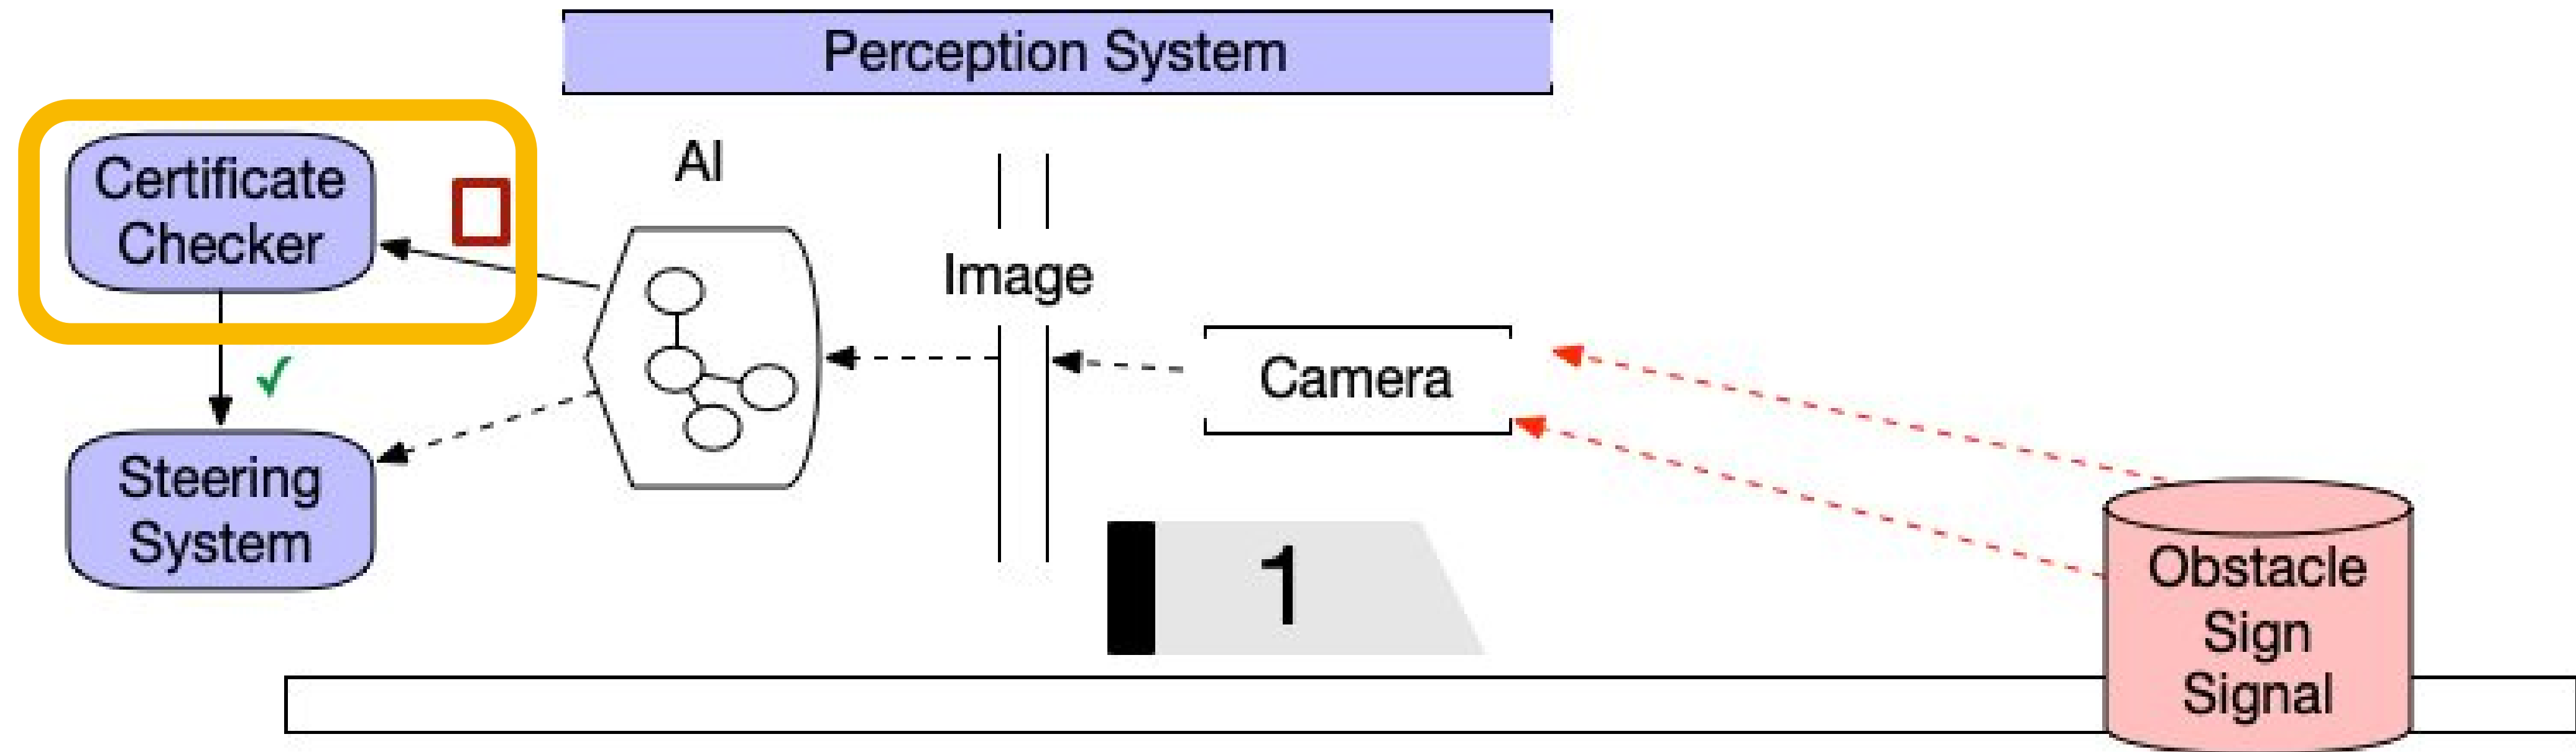 Perception System
Certificate
Checker
AI
Image
Camera
Steering
System
1
Obstacle
Sign
Signal